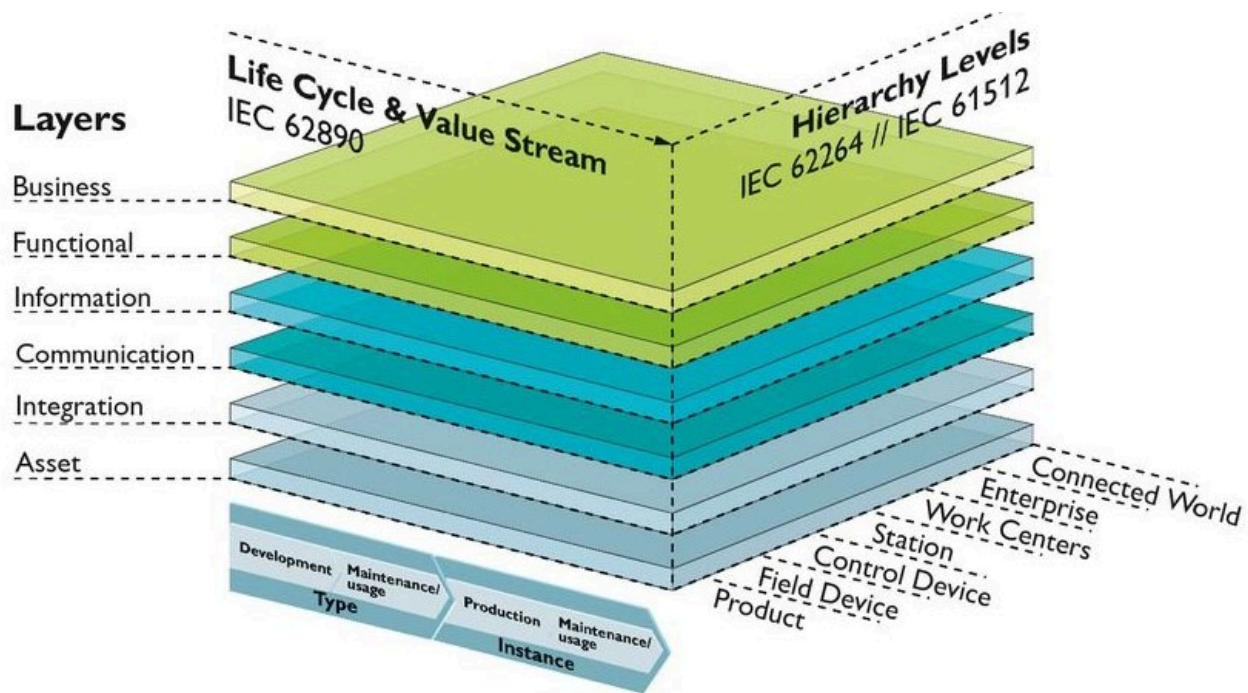 Life Cycle & Value Stream
IEC 62890
Hierarchy Levels
IEC 62264 // IEC 61512
Layers
Business
Functional
Information
Communication
Integration
Asset
Development
Maintenance/
usage
Type
Production
Maintenance/
usage
Instance
Connected World
Enterprise
Work Centers
Station
Control Device
Field Device
Product